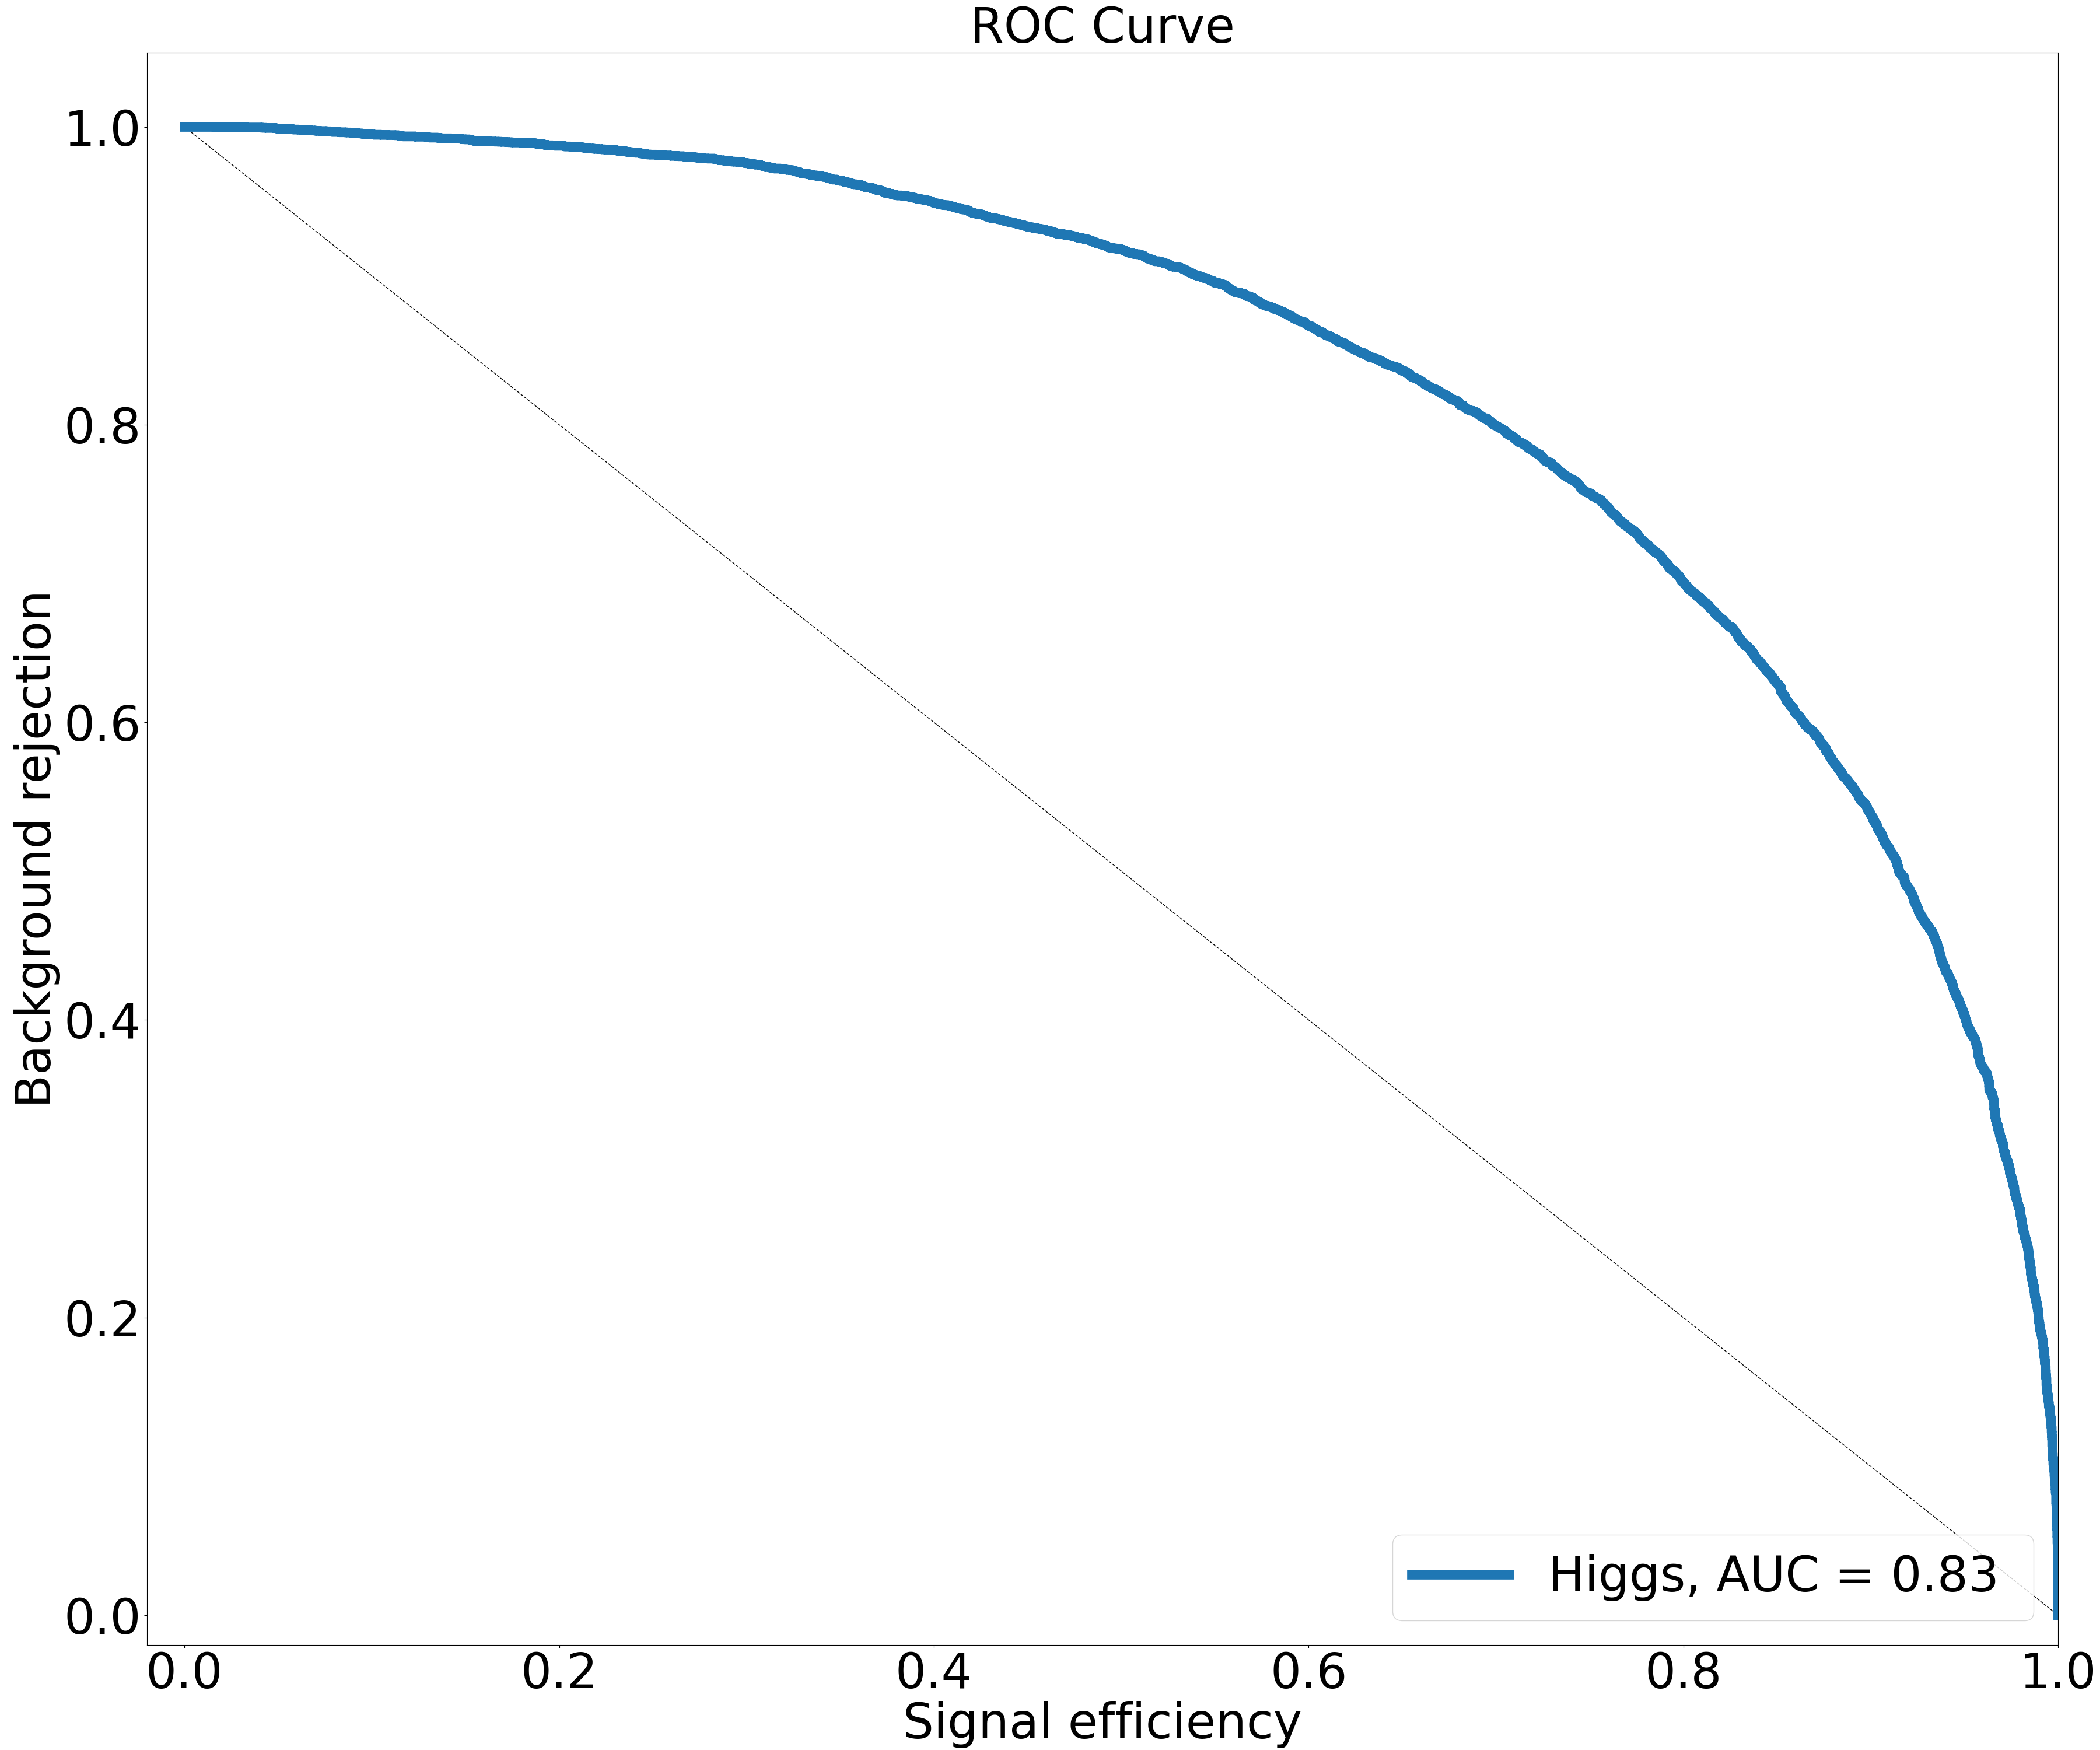 ROC Curve
1.0
0.8
0.6
0.4
0.2
0.0
Background rejection
Higgs, AUC = 0.83
0.0 0.2 0.4 0.6 0.8 1.0
Signal efficiency